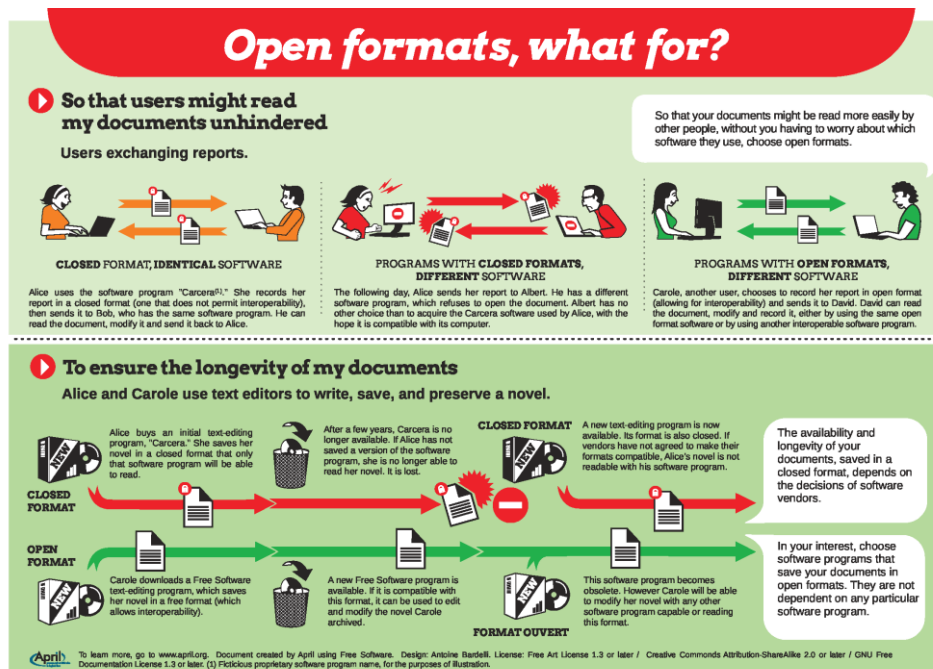 Open formats, what for?
So that users might read
my documents unhindered
Users exchanging reports.
So that your documents might be read more easily by
other people, without you having to worry about which
software they use, choose open formats.
CLOSED FORMAT, IDENTICAL SOFTWARE
Alice uses the software program "Carcera[1]." She records her
report in a closed format (one that does not permit interoperability),
then sends it to Bob, who has the same software program. He can
read the document, modify it and send it back to Alice.
PROGRAMS WITH CLOSED FORMATS,
DIFFERENT SOFTWARE
The following day, Alice sends her report to Albert. He has a different
software program, which refuses to open the document. Albert has no
other choice than to acquire the Carcera software used by Alice, with the
hope it is compatible with its computer.
PROGRAMS WITH OPEN FORMATS,
DIFFERENT SOFTWARE
Carole, another user, chooses to record her report in open format
(allowing for interoperability) and sends it to David. David can read
the document, modify and record it, either by using the same open
format software or by using another interoperable software program.
To ensure the longevity of my documents
Alice and Carole use text editors to write, save, and preserve a novel.
NEW
Alice buys an initial text-editing
program, "Carcera." She saves her
novel in a closed format that only
that software program will be able
to read.
After a few years, Carcera is no
longer available. If Alice has not
saved a version of the software
program, she is no longer able to
read her novel. It is lost.
CLOSED FORMAT
NEW
A new text-editing program is now
available. Its format is also closed. If
vendors have not agreed to make their
formats compatible, Alice's novel is not
readable with his software program.
The availability and
longevity of your
documents, saved in a
closed format, depends on
the decisions of software
vendors.
CLOSED
FORMAT
OPEN
FORMAT
NEW
Carole downloads a Free Software
text-editing program, which saves
her novel in a free format (which
allows interoperability).
A new Free Software program is
available. If it is compatible with
this format, it can be used to edit
and modify the novel Carole
archived.
NEW
FORMAT OUVERT
This software program becomes
obsolete. However Carole will be able
to modify her novel with any other
software program capable or reading
this format.
In your interest, choose
software programs that
save your documents in
open formats. They are not
dependent on any particular
software program.
April
To learn more, go to www.april.org. Document created by April using Free Software. Design: Antoine Bardelli. License: Free Art License 1.3 or later / Creative Commonds Attribution-ShareAlike 2.0 or later / GNU Free
Documentation License 1.3 or later. (1) Ficticious proprietary software program name, for the purposes of illustration.